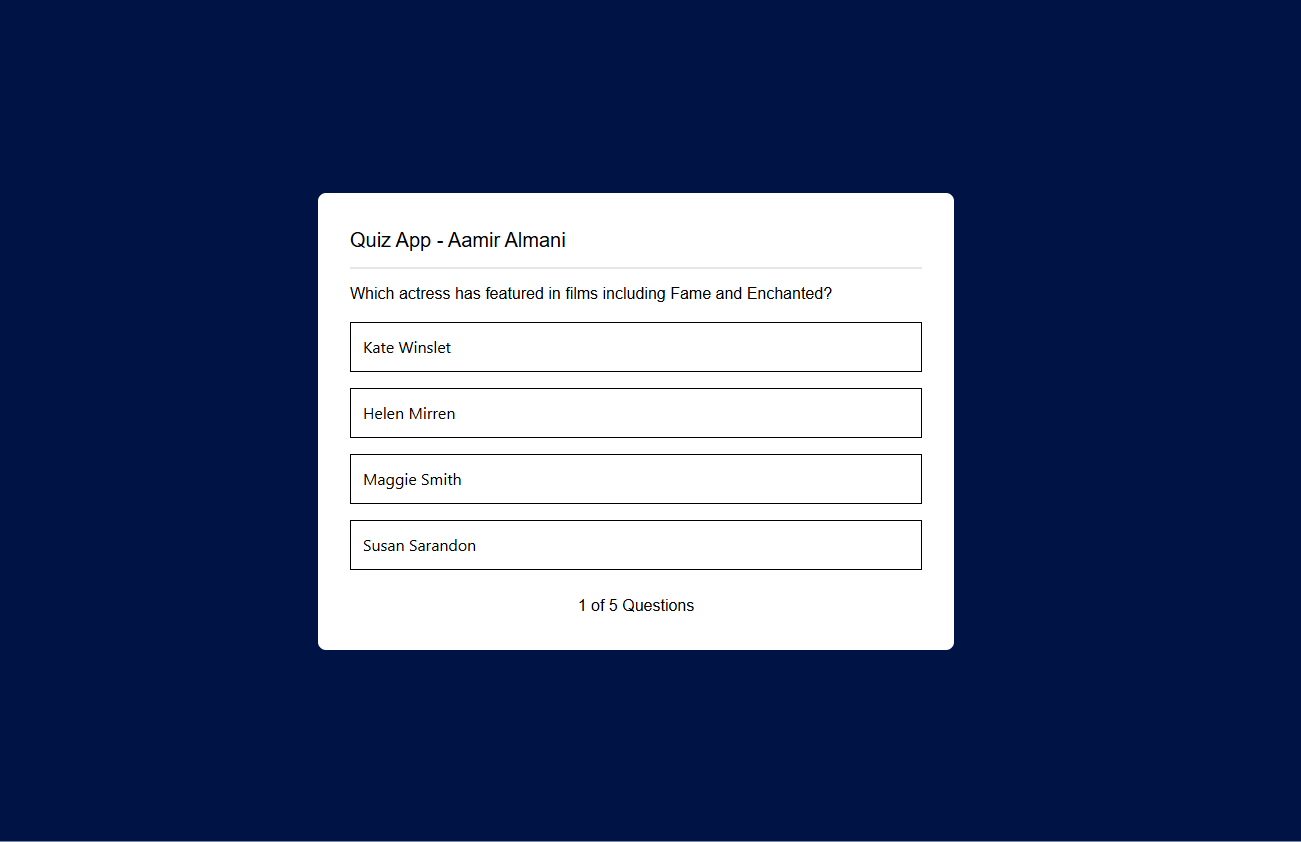 Quiz App - Aamir Almani
Which actress has featured in films including Fame and Enchanted?
Kate Winslet
Helen Mirren
Maggie Smith
Susan Sarandon
1 of 5 Questions